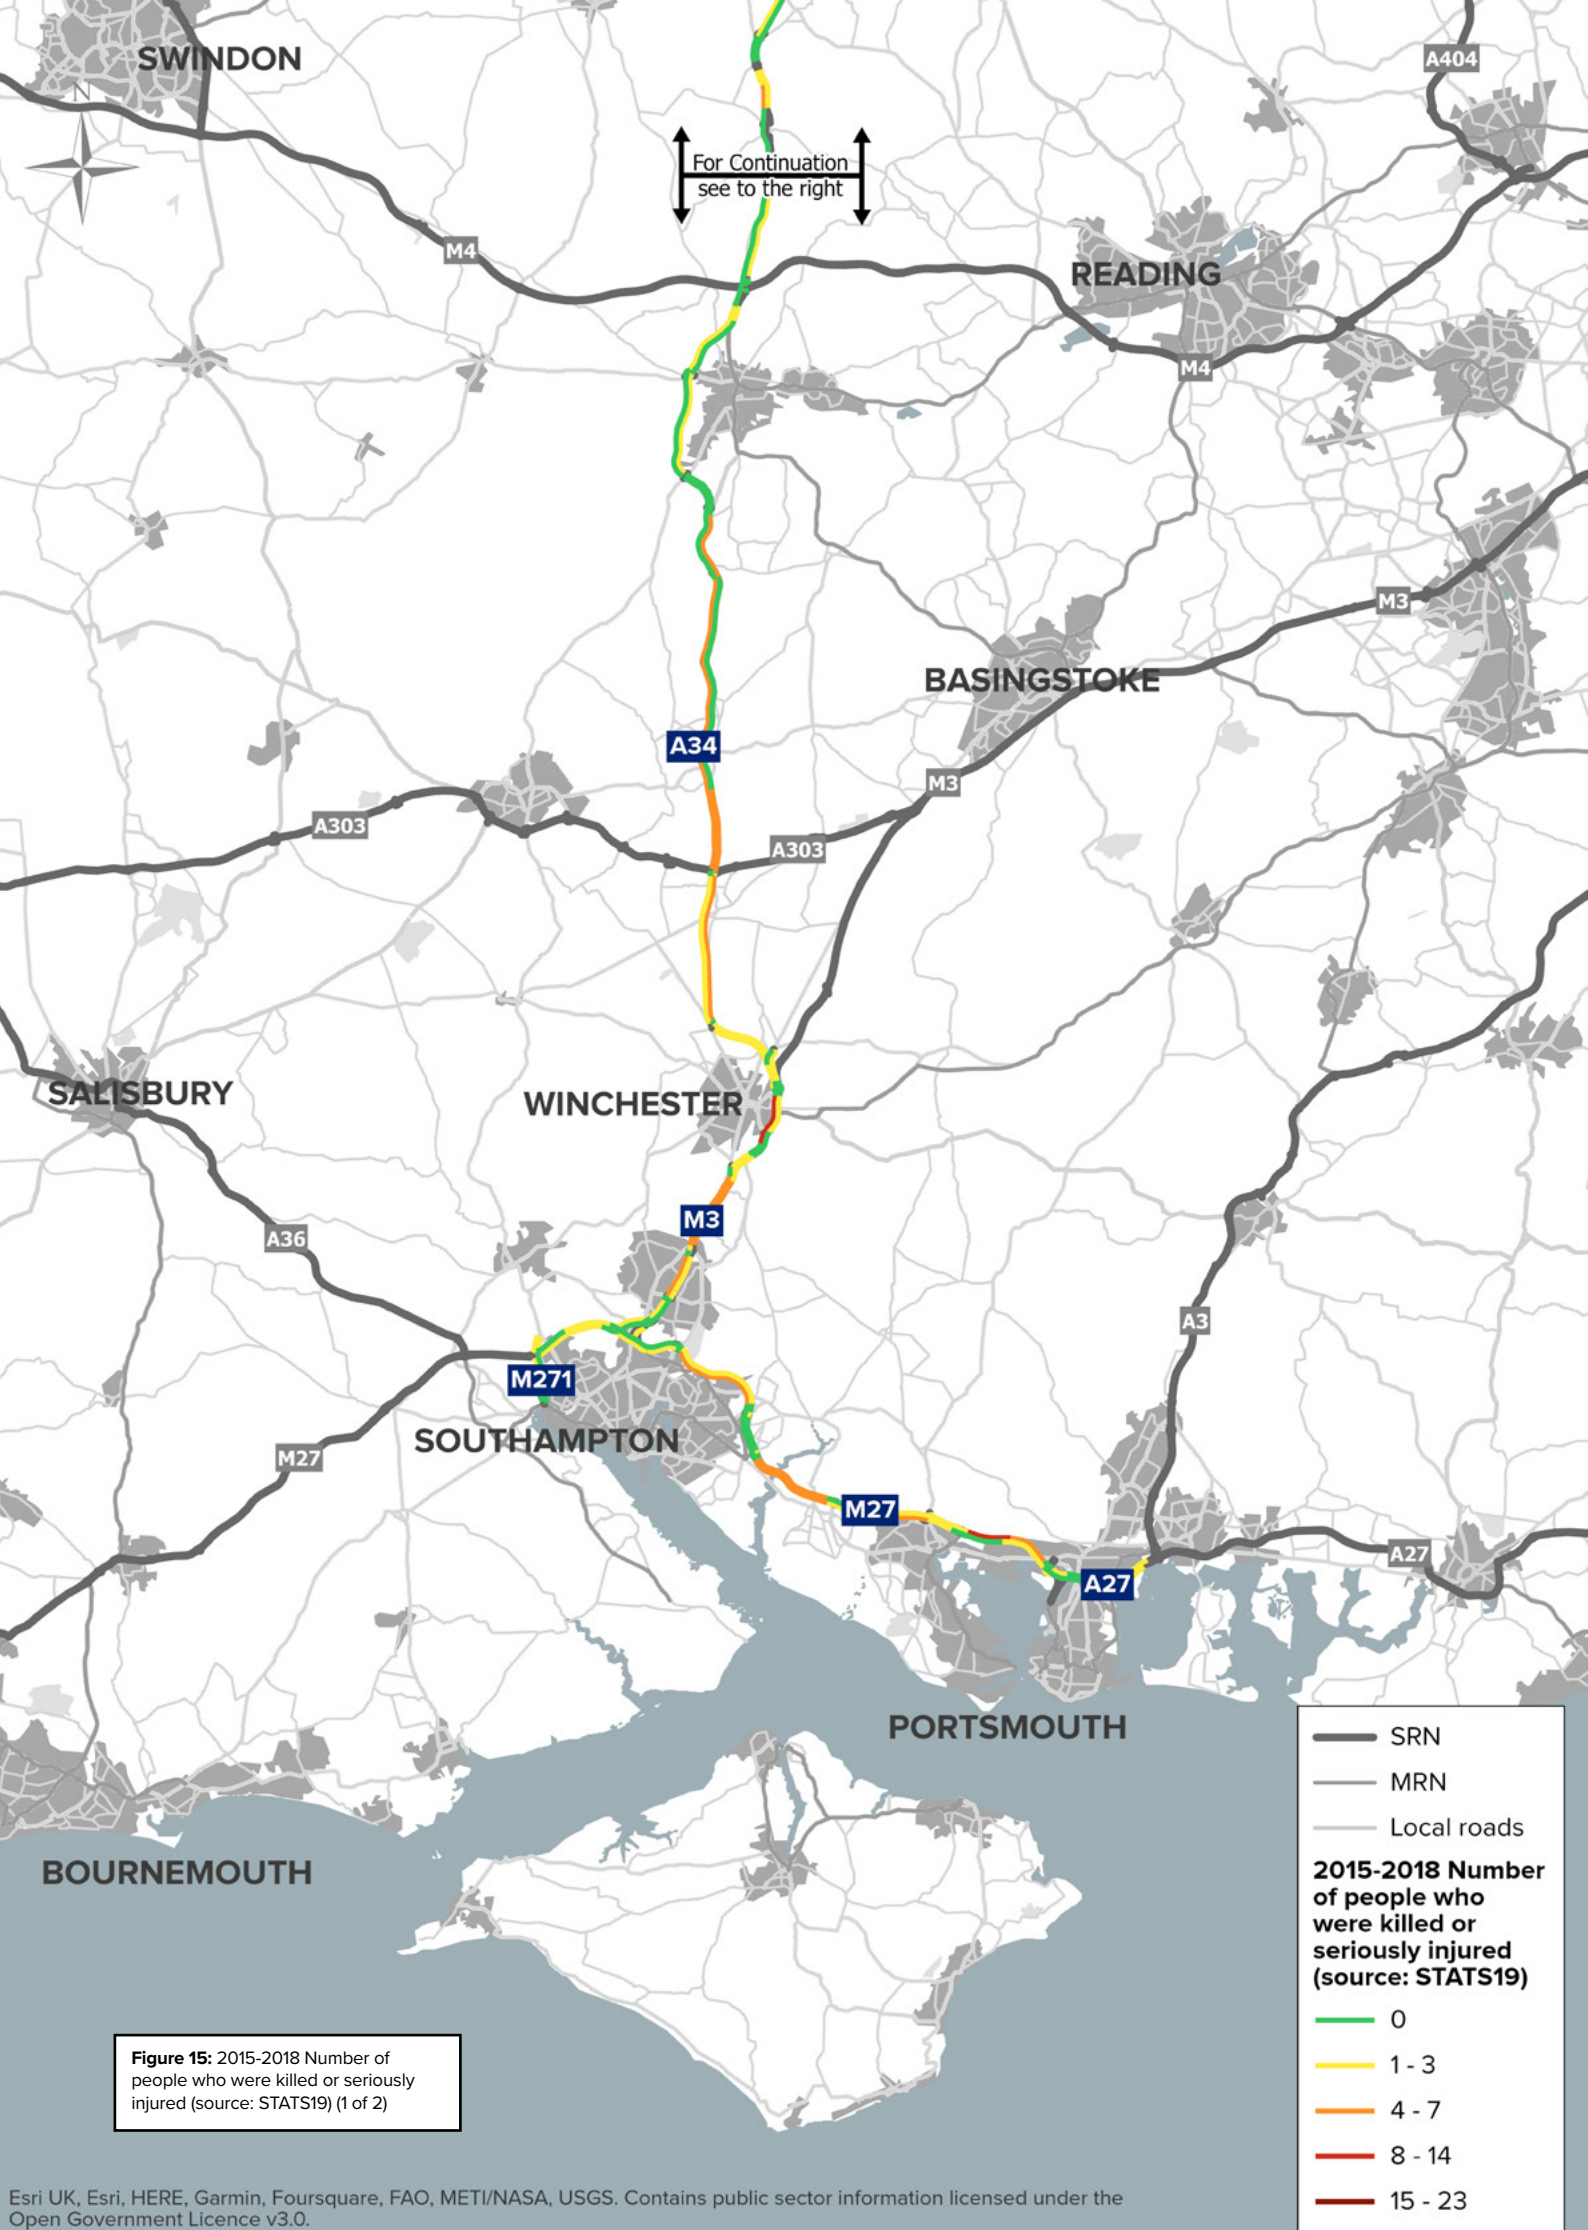 SWINDON
A404
N
For Continuation
see to the right
M4
READING
M4
M3
BASINGSTOKE
A34
M3
A303
A303
SALISBURY
WINCHESTER
M3
A36
A3
M271
SOUTHAMPTON
M27
M27
A27
A27
PORTSMOUTH
BOURNEMOUTH
SRN
MRN
Local roads
2015-2018 Number
of people who
were killed or
seriously injured
(source: STATS19)
0
1 - 3
4 - 7
8 - 14
15 - 23
Figure 15: 2015-2018 Number of
people who were killed or seriously
injured (source: STATS19) (1 of 2)
Esri UK, Esri, HERE, Garmin, Foursquare, FAO, METI/NASA, USGS. Contains public sector information licensed under the
Open Government Licence v3.0.